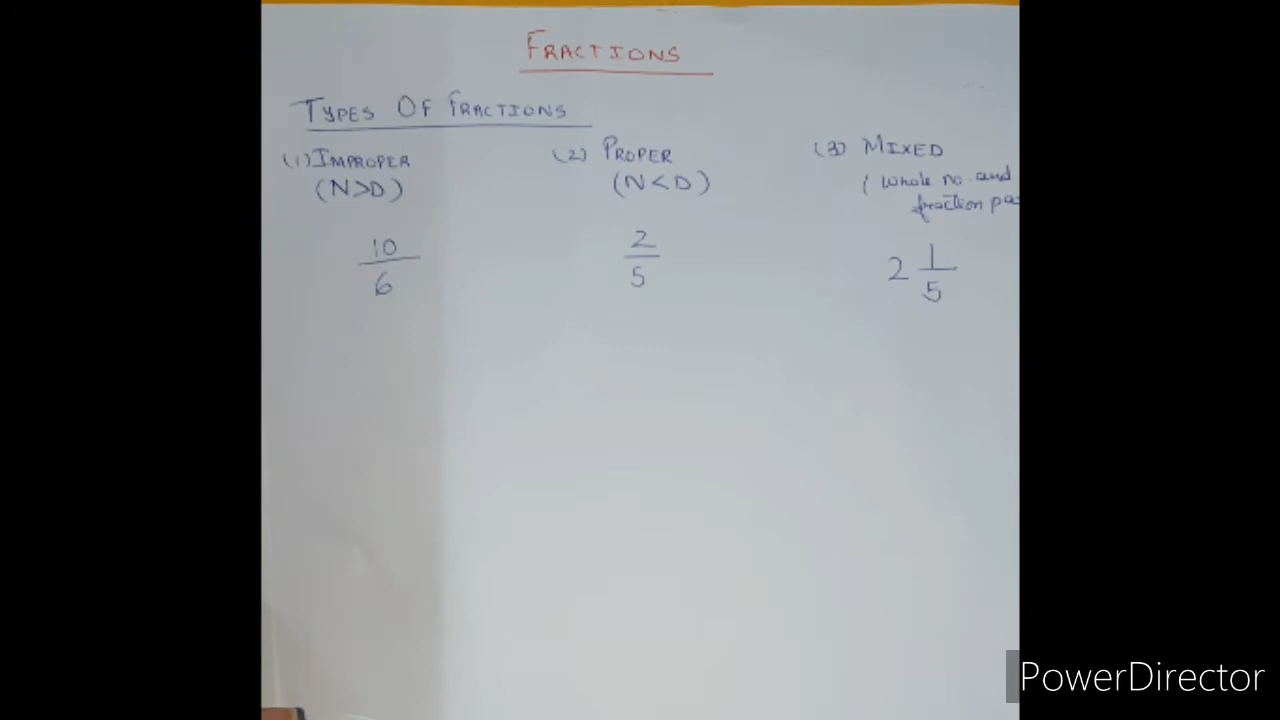 FRACTIONS
TYPES OF FRACTIONS
(1) IMPROPER
(N>D)
10
6
(2) PROPER
(N<D)
2
5
(3) MIXED
( whole no. and
fraction
2 1
5
PowerDirector